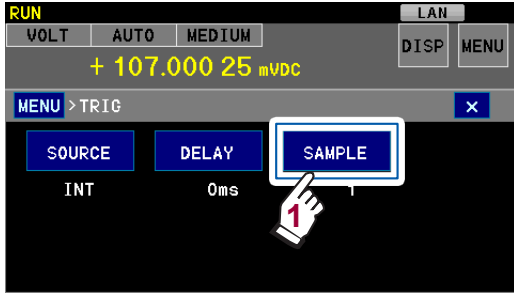 RUN LAN
VOLT AUTO MEDIUM
DISP MENU
+ 107.000 25 mVDC
MENU > TRIG ×
SOURCE DELAY SAMPLE
INT 0ms 1
1